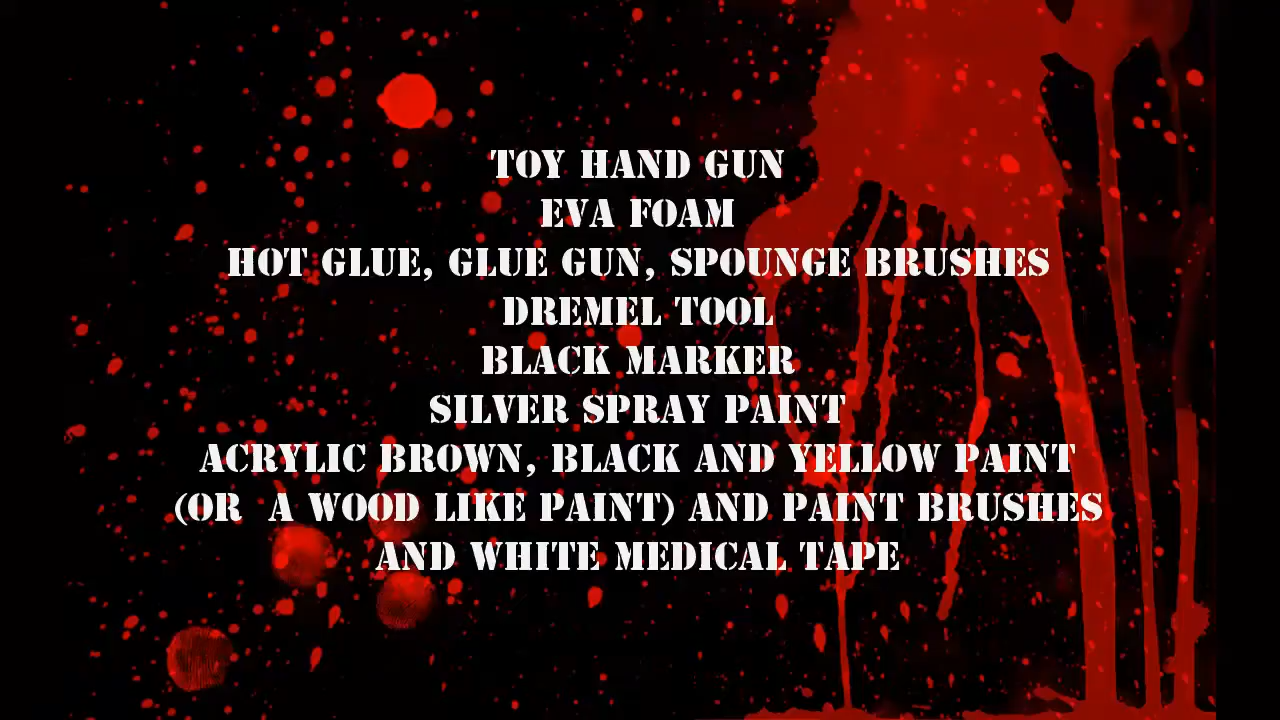 TOY HAND GUN
EVA FOAM
HOT GLUE, GLUE GUN, SPOUNGE BRUSHES
DREMEL TOOL
BLACK MARKER
SILVER SPRAY PAINT
ACRYLIC BROWN, BLACK AND YELLOW PAINT
(OR  A WOOD LIKE PAINT) AND PAINT BRUSHES
AND WHITE MEDICAL TAPE